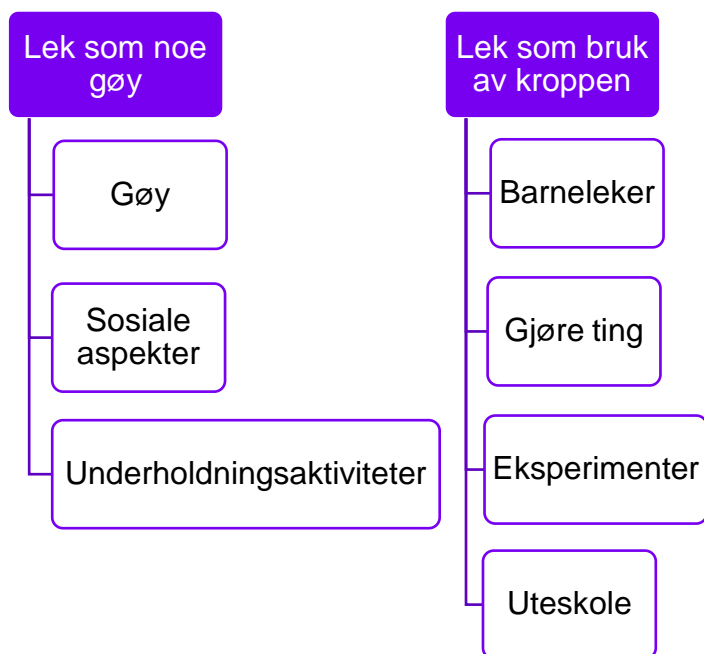 Lek som noe
gøy
Gøy
Sosiale
aspekter
Underholdningsaktiviteter
Lek som bruk
av kroppen
Barneleker
Gjøre ting
Eksperimenter
Uteskole